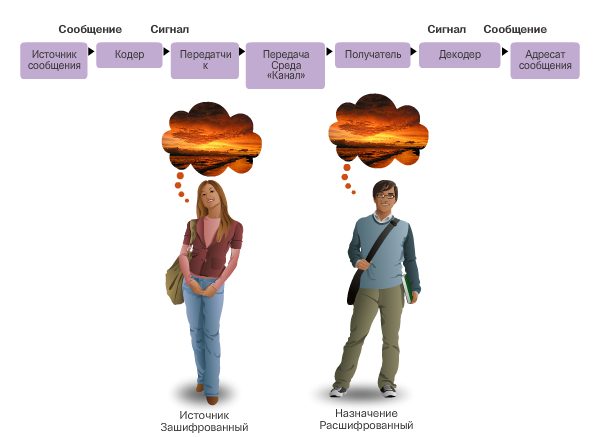 Сообщение Сигнал Сигнал Сообщение
Источник
сообщения
Кодер
Передатчи
к
Передача
Среда
«Канал»
Получатель
Декодер
Адресат
сообщения
Источник
Зашифрованный
Назначение
Расшифрованный